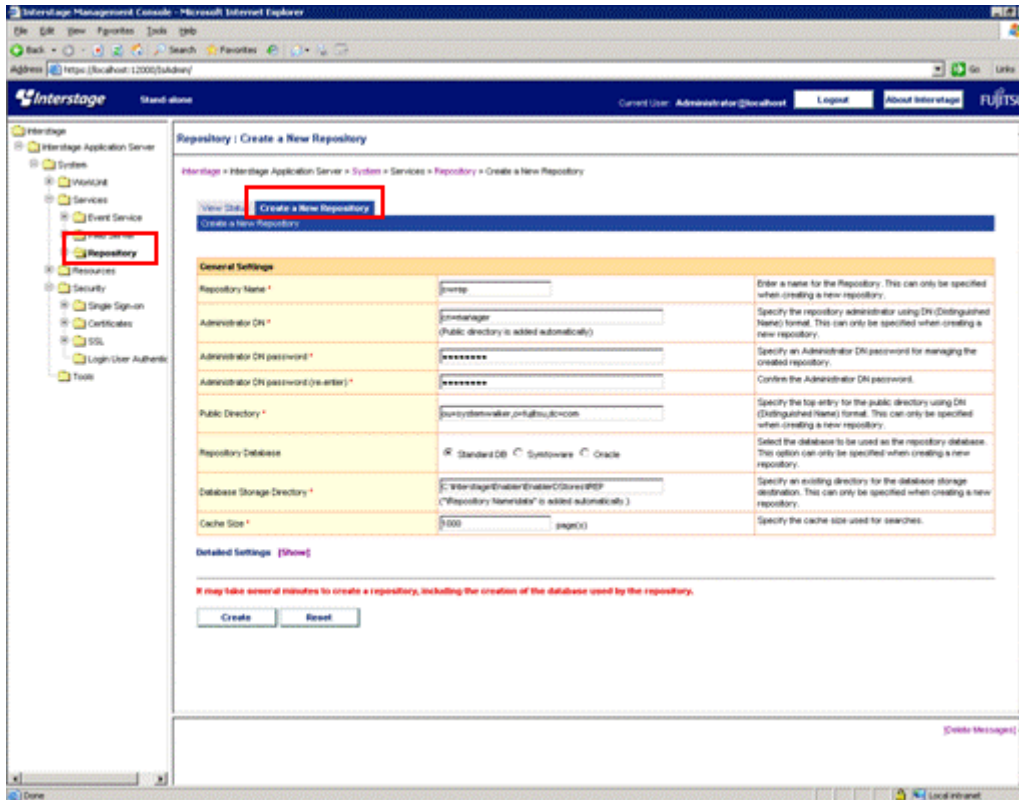 Interstage Management Console - Microsoft Internet Explorer
File Edit View Favorites Tools Help
Back Search Favorites
Address https://localhost:12000/IsAdmin/ Go Links
Interstage Stand-alone Current User: Administrator@localhost Logout About Interstage FUJITSU
Interstage
Interstage Application Server
System
WorkUnit
Services
Event Service
Repository
Resources
Security
Single Sign-on
Certificates
SSL
Login User Authentic
Tools
Repository : Create a New Repository
Interstage > Interstage Application Server > System > Services > Repository > Create a New Repository
View Status Create a New Repository
Create a New Repository
General Settings
Repository Name * Enter a name for the Repository. This can only be specified when creating a new repository.
Administrator DN * cn=manager
(Public directory is added automatically)
Specify the repository administrator using DN (Distinguished Name) format. This can only be specified when creating a new repository.
Administrator DN password * •••••••• Specify an Administrator DN password for managing the created repository.
Administrator DN password (re-enter) * •••••••• Confirm the Administrator DN password.
Public Directory * ou=systemwalker,o=fujitsu,dc=com Specify the top entry for the public directory using DN (Distinguished Name) format. This can only be specified when creating a new repository.
Repository Database Standard DB Symfoware Oracle Select the database to be used as the repository database. This option can only be specified when creating a new repository.
Database Storage Directory * C:\Interstage\Enabler\EnablerDStores\IREP
("\Repository Name\data" is added automatically.)
Specify an existing directory for the database storage destination. This can only be specified when creating a new repository.
Cache Size * 1000 page(s) Specify the cache size used for searches.
Detailed Settings [Show]
It may take several minutes to create a repository, including the creation of the database used by the repository.
Create Reset
[Delete Messages]
Done Local intranet